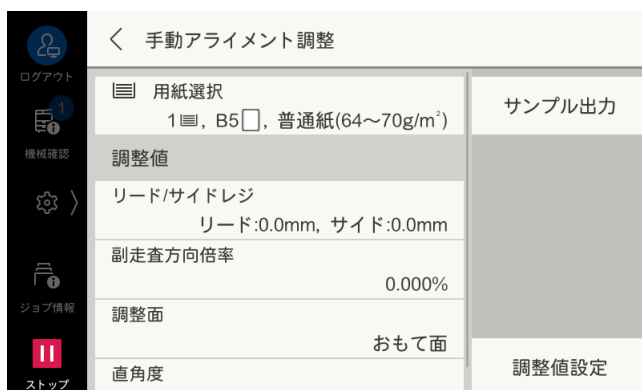 手動アライメント調整
ログアウト
1
機械確認
ジョブ情報
ストップ
用紙選択
1, B5, 普通紙(64～70g/m²)
調整値
リード/サイドレジ
リード:0.0mm, サイド:0.0mm
副走査方向倍率
0.000%
調整面
おもて面
直角度
サンプル出力
調整値設定